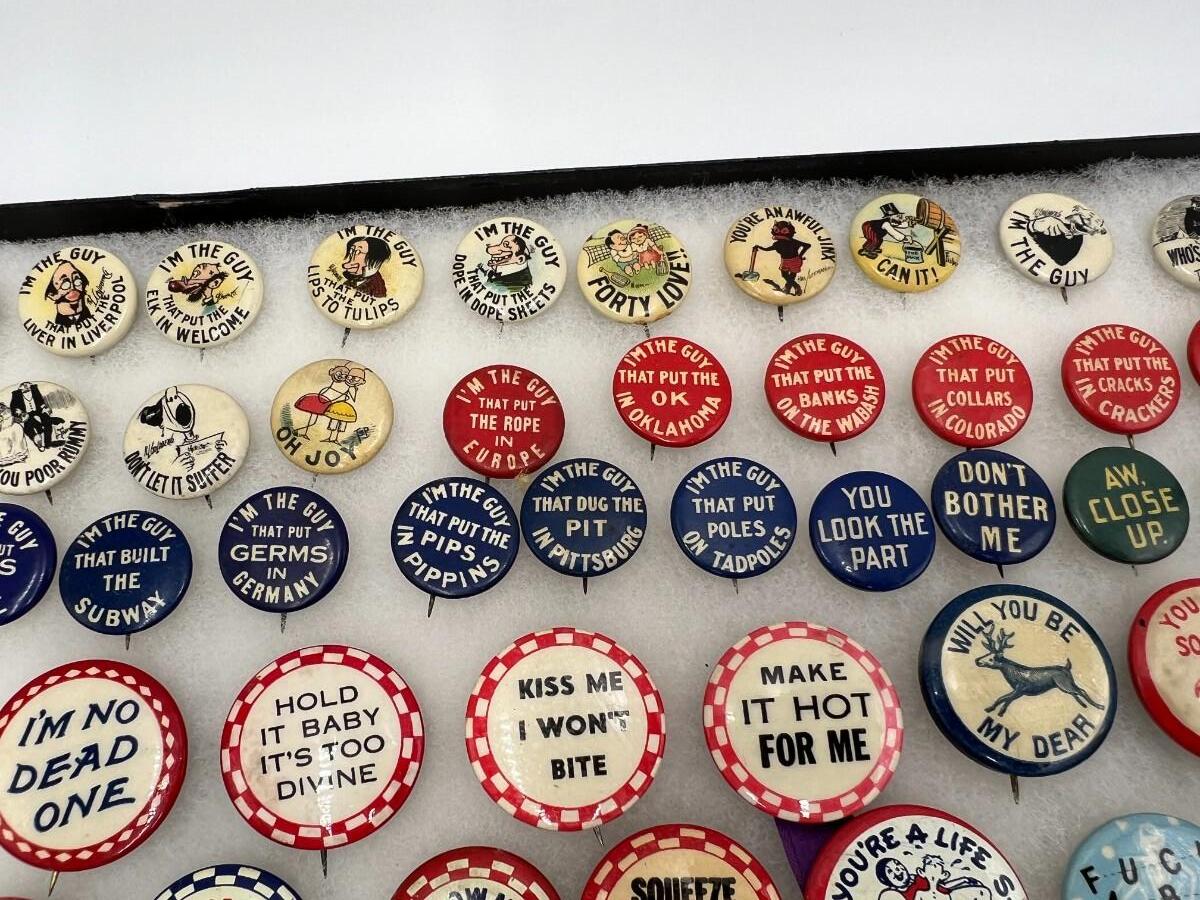 I'M THE GUY
THAT PUT THE
LIVER IN LIVERPOOL
I'M THE GUY
THAT PUT THE
ELK IN WELCOME
I'M THE GUY
THAT PUT
THE
LIPS TO TULIPS
I'M THE GUY
THAT PUT THE
DOPE IN DOPE SHEETS
FORTY LOVE!!
YOU'RE AN AWFUL JINX
CAN IT!
I'M
THE GUY
WHO'S
YOU POOR RUMMY
DON'T LET IT SUFFER
OH JOY
I'M THE GUY
THAT PUT
THE ROPE
IN
EUROPE
I'M THE GUY
THAT PUT THE
OK
IN OKLAHOMA
I'M THE GUY
THAT PUT THE
BANKS
ON THE WABASH
I'M THE GUY
THAT PUT
COLLARS
IN COLORADO
I'M THE GUY
THAT PUT THE
CRACKS
IN CRACKERS
GUY
I'M THE GUY
THAT BUILT
THE
SUBWAY
I'M THE GUY
THAT PUT
GERMS
IN
GERMANY
I'M THE GUY
THAT PUT THE
PIPS
IN PIPPINS
I'M THE GUY
THAT DUG THE
PIT
IN PITTSBURG
I'M THE GUY
THAT PUT
POLES
ON TADPOLES
YOU
LOOK THE
PART
DON'T
BOTHER
ME
AW,
CLOSE
UP.
I'M NO
DEAD
ONE
HOLD
IT BABY
IT'S TOO
DIVINE
KISS ME
I WON'T
BITE
MAKE
IT HOT
FOR ME
WILL YOU BE
MY DEAR
YOU
SO
SQUEEZE
YOU'RE A LIFE S
FUC